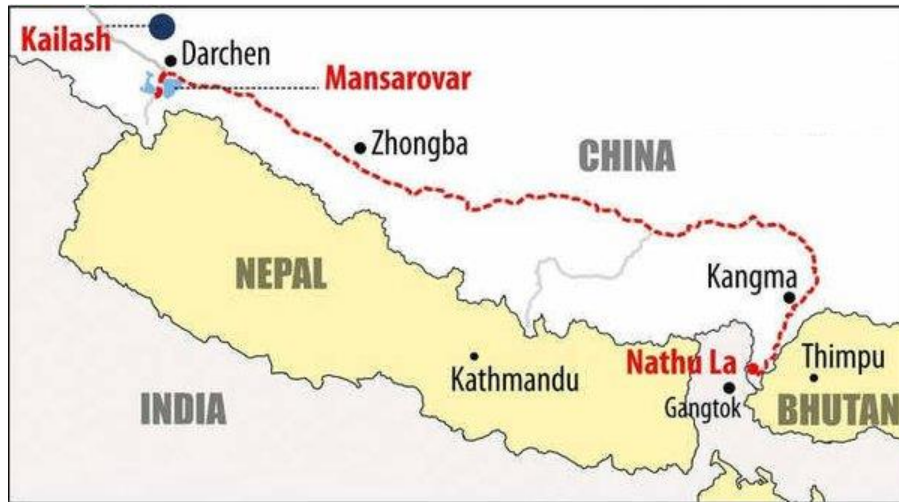 Kailash
Darchen
Mansarovar
Zhongba
CHINA
NEPAL
Kangma
Nathu La
Thimpu
Kathmandu
Gangtok
INDIA
BHUTAN